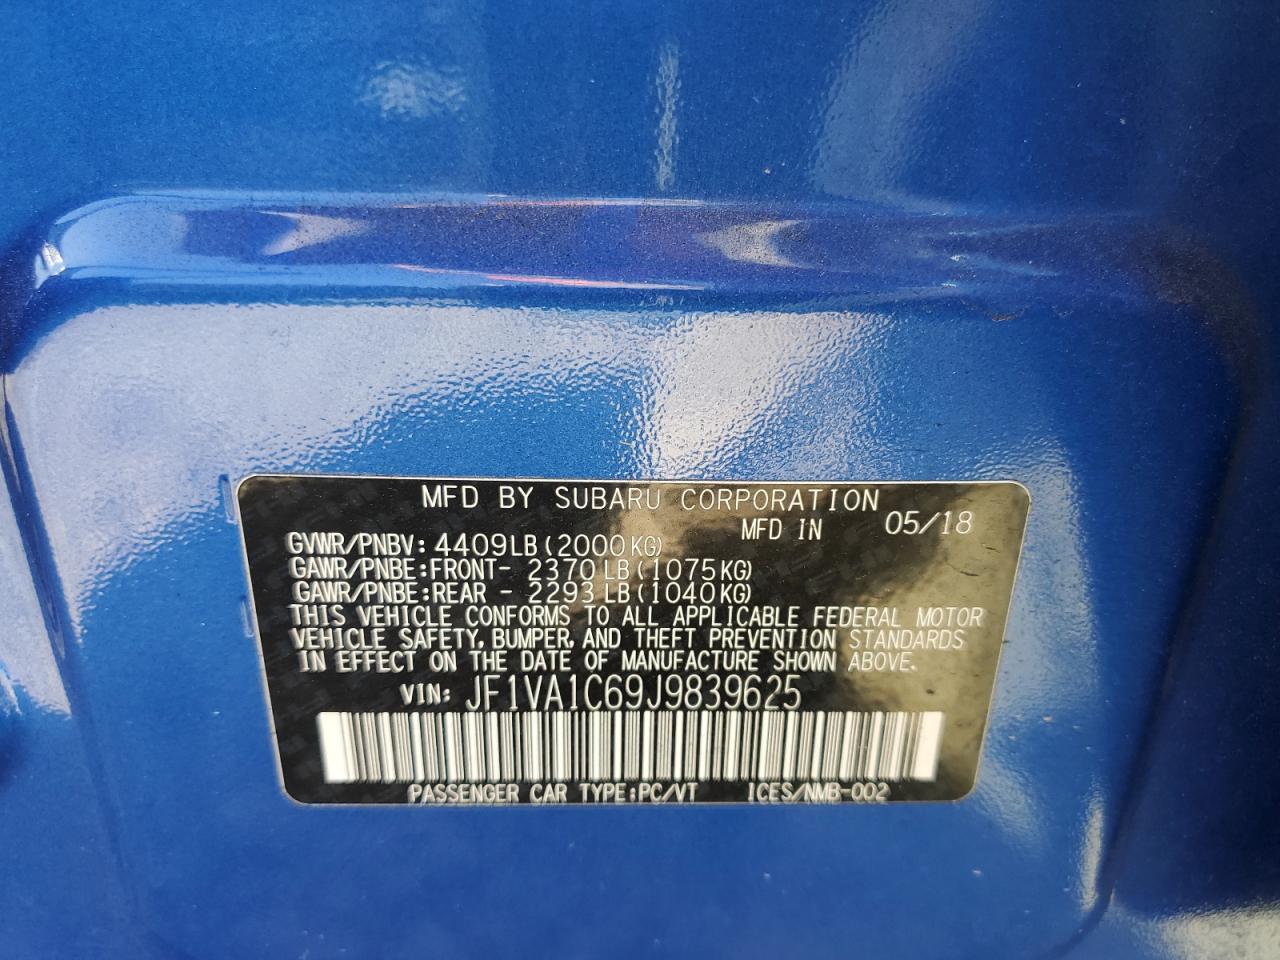 MFD BY SUBARU CORPORATION
MFD IN 05/18
GVWR/PNBV: 4409LB(2000KG)
GAWR/PNBE:FRONT- 2370LB(1075KG)
GAWR/PNBE:REAR - 2293LB(1040KG)
THIS VEHICLE CONFORMS TO ALL APPLICABLE FEDERAL MOTOR
VEHICLE SAFETY, BUMPER, AND THEFT PREVENTION STANDARDS
IN EFFECT ON THE DATE OF MANUFACTURE SHOWN ABOVE.
VIN: JF1VA1C69J9839625
PASSENGER CAR TYPE:PC/VT ICES/NMB-002